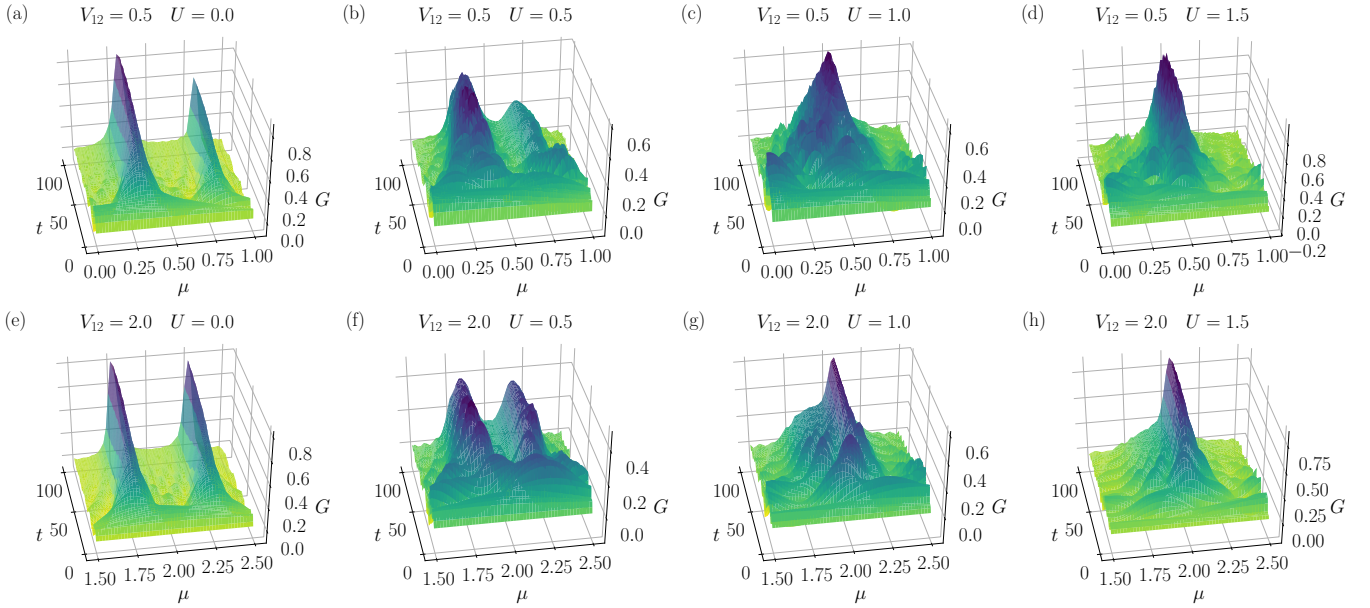 (a) V₁₂ = 0.5 U = 0.0
0.8
0.6
0.4
0.2
0.0
G
100
50
0
t
0.00 0.25 0.50 0.75 1.00
μ
(b) V₁₂ = 0.5 U = 0.5
0.6
0.4
0.2
0.0
G
100
50
0
t
0.00 0.25 0.50 0.75 1.00
μ
(c) V₁₂ = 0.5 U = 1.0
0.6
0.4
0.2
0.0
G
100
50
0
t
0.00 0.25 0.50 0.75 1.00
μ
(d) V₁₂ = 0.5 U = 1.5
0.8
0.6
0.4
0.2
0.0
−0.2
G
100
50
0
t
0.00 0.25 0.50 0.75 1.00
μ
(e) V₁₂ = 2.0 U = 0.0
0.8
0.6
0.4
0.2
0.0
G
100
50
0
t
1.50 1.75 2.00 2.25 2.50
μ
(f) V₁₂ = 2.0 U = 0.5
0.4
0.2
0.0
G
100
50
0
t
1.50 1.75 2.00 2.25 2.50
μ
(g) V₁₂ = 2.0 U = 1.0
0.6
0.4
0.2
0.0
G
100
50
0
t
1.50 1.75 2.00 2.25 2.50
μ
(h) V₁₂ = 2.0 U = 1.5
0.75
0.50
0.25
0.00
G
100
50
0
t
1.50 1.75 2.00 2.25 2.50
μ